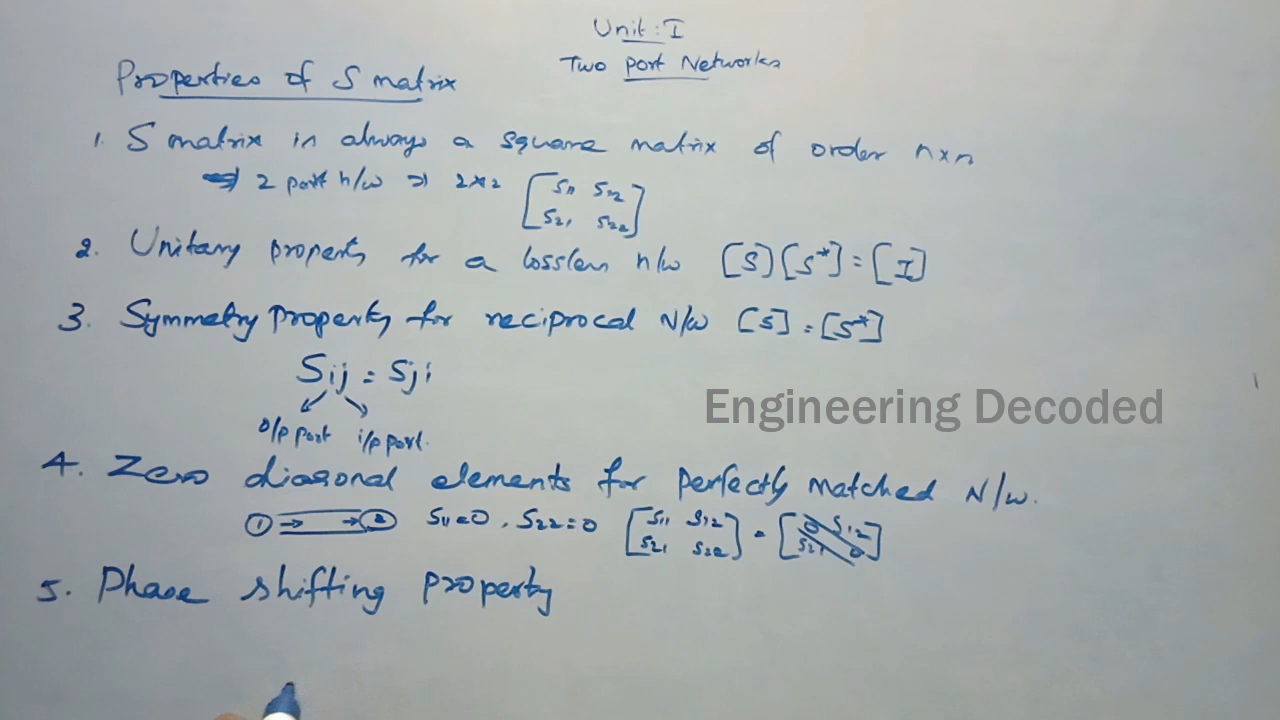 Unit : I
Two port Networks
Properties of S matrix
1. S matrix is always a square matrix of order n x n
⇒ 2 port n/w ⇒ 2x2 [S11 S12
S21 S22]
2. Unitary property for a lossless n/w [S][S*] = [I]
3. Symmetry property for reciprocal N/w [S] = [S*]
Sij = Sji
o/p port i/p port.
Engineering Decoded
4. Zero diagonal elements for perfectly matched N/w.
1 → → 2 S11=0, S22=0 [S11 S12 = [0 S12
S21 S22] S21 0]
5. Phase shifting property